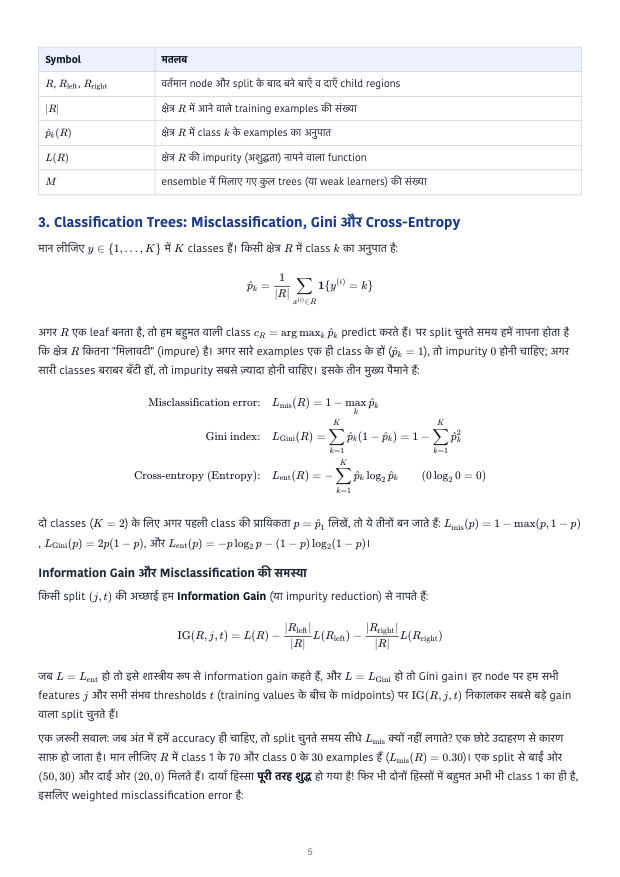 Symbol मतलब
R, R_left, R_right वर्तमान node और split के बाद बने बाएँ व दाएँ child regions
|R| क्षेत्र R में आने वाले training examples की संख्या
p̂_k(R) क्षेत्र R में class k के examples का अनुपात
L(R) क्षेत्र R की impurity (अशुद्धता) नापने वाला function
M ensemble में मिलाए गए कुल trees (या weak learners) की संख्या
3. Classification Trees: Misclassification, Gini और Cross-Entropy
मान लीजिए y ∈ {1, . . . , K} में K classes हैं। किसी क्षेत्र R में class k का अनुपात है:
p̂_k = 1/|R| ∑_{x^{(i)}∈R} 1{y^{(i)} = k}
अगर R एक leaf बनता है, तो हम बहुमत वाली class c_R = arg max_k p̂_k predict करते हैं। पर split चुनते समय हमें नापना होता है
कि क्षेत्र R कितना "मिलावटी" (impure) है। अगर सारे examples एक ही class के हों (p̂_k = 1), तो impurity 0 होनी चाहिए; अगर
सारी classes बराबर बँटी हों, तो impurity सबसे ज़्यादा होनी चाहिए। इसके तीन मुख्य पैमाने हैं:
Misclassification error: L_mis(R) = 1 − max_k p̂_k
Gini index: L_Gini(R) = ∑_{k=1}^{K} p̂_k(1 − p̂_k) = 1 − ∑_{k=1}^{K} p̂_k^2
Cross-entropy (Entropy): L_ent(R) = − ∑_{k=1}^{K} p̂_k log_2 p̂_k (0 log_2 0 = 0)
दो classes (K = 2) के लिए अगर पहली class की प्रायिकता p = p̂_1 लिखें, तो ये तीनों बन जाते हैं: L_mis(p) = 1 − max(p, 1 − p)
, L_Gini(p) = 2p(1 − p), और L_ent(p) = −p log_2 p − (1 − p) log_2(1 − p)।
Information Gain और Misclassification की समस्या
किसी split (j, t) की अच्छाई हम Information Gain (या impurity reduction) से नापते हैं:
IG(R, j, t) = L(R) − |R_left|/|R| L(R_left) − |R_right|/|R| L(R_right)
जब L = L_ent हो तो इसे शास्त्रीय रूप से information gain कहते हैं, और L = L_Gini हो तो Gini gain। हर node पर हम सभी
features j और सभी संभव thresholds t (training values के बीच के midpoints) पर IG(R, j, t) निकालकर सबसे बड़े gain
वाला split चुनते हैं।
एक ज़रूरी सवाल: जब अंत में हमें accuracy ही चाहिए, तो split चुनते समय सीधे L_mis क्यों नहीं लगाते? एक छोटे उदाहरण से कारण
साफ़ हो जाता है। मान लीजिए R में class 1 के 70 और class 0 के 30 examples हैं (L_mis(R) = 0.30)। एक split से बाईं ओर
(50, 30) और दाईं ओर (20, 0) मिलते हैं। दायाँ हिस्सा पूरी तरह शुद्ध हो गया है! फिर भी दोनों हिस्सों में बहुमत अभी भी class 1 का ही है,
इसलिए weighted misclassification error है:
5